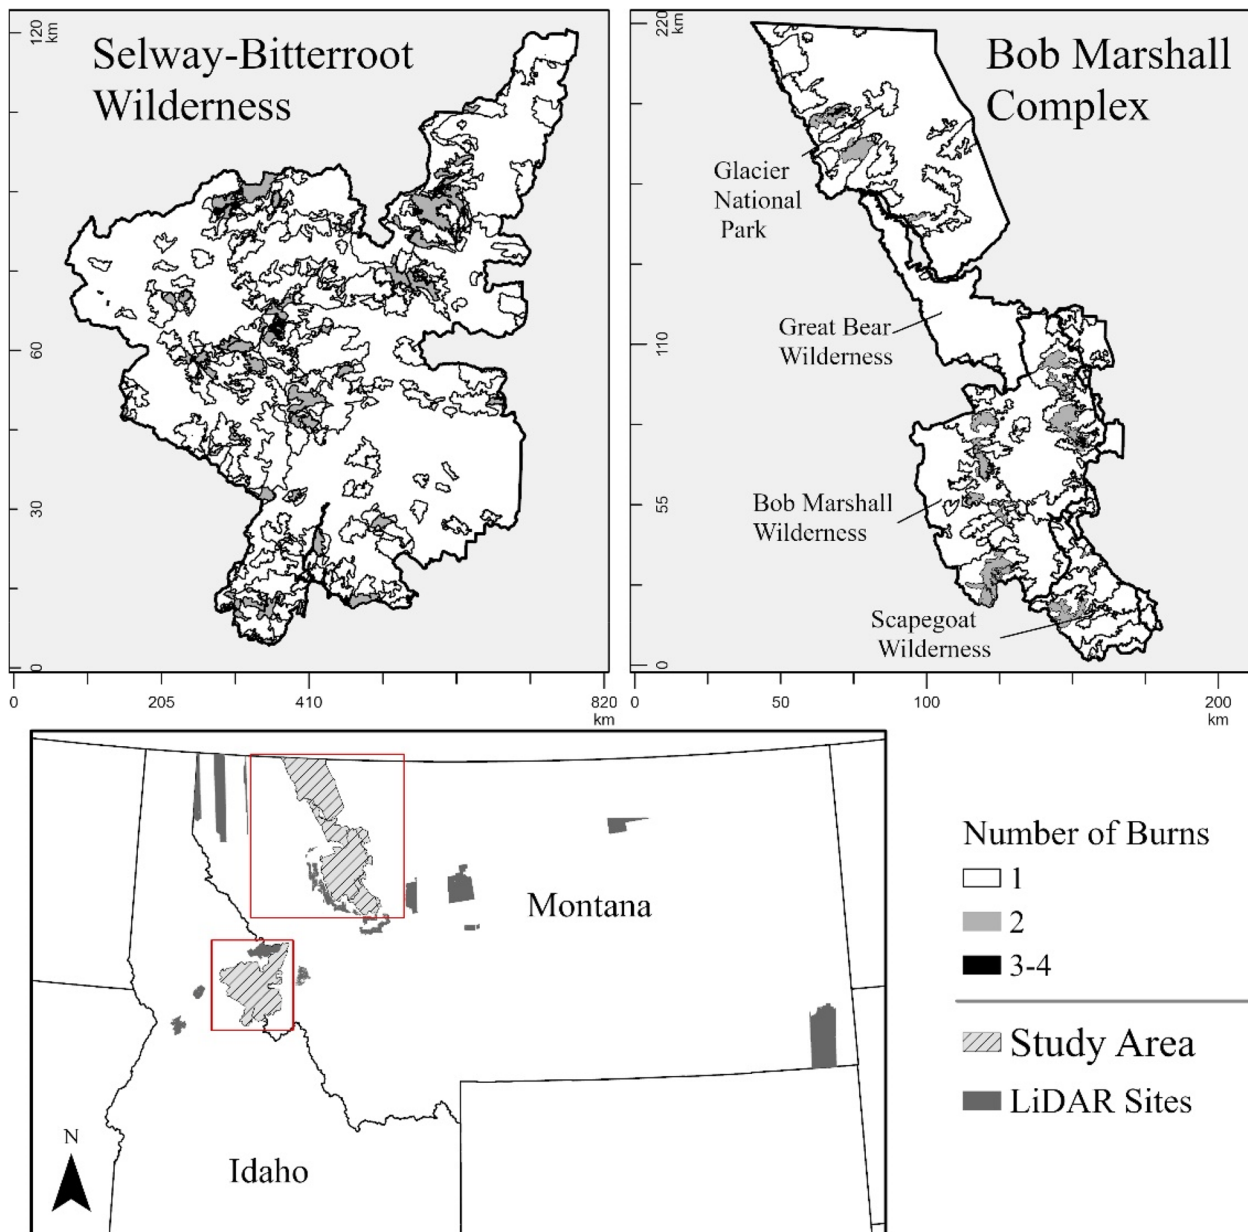 Selway-Bitterroot
Wilderness
120
km
60
30
0
0
205
410
820
km
Bob Marshall
Complex
220
km
110
55
0
Glacier
National
Park
Great Bear
Wilderness
Bob Marshall
Wilderness
Scapegoat
Wilderness
0
50
100
200
km
Montana
Idaho
N
Number of Burns
1
2
3-4
Study Area
LiDAR Sites